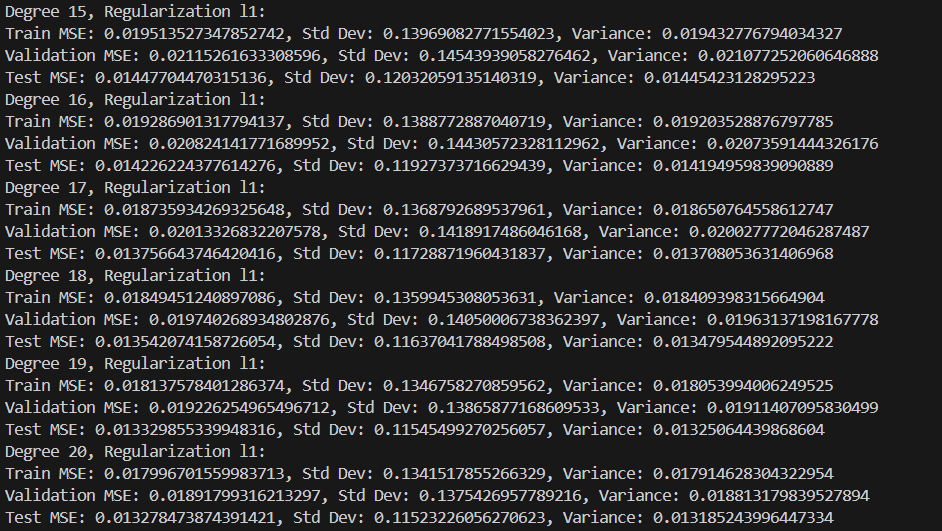 Degree 15, Regularization l1:
Train MSE: 0.019513527347852742, Std Dev: 0.13969082771554023, Variance: 0.019432776794034327
Validation MSE: 0.02115261633308596, Std Dev: 0.14543939058276462, Variance: 0.021077252060646888
Test MSE: 0.01447704470315136, Std Dev: 0.12032059135140319, Variance: 0.01445423128295223
Degree 16, Regularization l1:
Train MSE: 0.019286901317794137, Std Dev: 0.1388772887040719, Variance: 0.019203528876797785
Validation MSE: 0.020824141771689952, Std Dev: 0.14430572328112962, Variance: 0.02073591444326176
Test MSE: 0.014226224377614276, Std Dev: 0.11927373716629439, Variance: 0.014194959839090889
Degree 17, Regularization l1:
Train MSE: 0.018735934269325648, Std Dev: 0.1368792689537961, Variance: 0.018650764558612747
Validation MSE: 0.02013326832207578, Std Dev: 0.1418917486046168, Variance: 0.020027772046287487
Test MSE: 0.013756643746420416, Std Dev: 0.11728871960431837, Variance: 0.013708053631406968
Degree 18, Regularization l1:
Train MSE: 0.01849451240897086, Std Dev: 0.1359945308053631, Variance: 0.018409398315664904
Validation MSE: 0.019740268934802876, Std Dev: 0.14050006738362397, Variance: 0.01963137198167778
Test MSE: 0.013542074158726054, Std Dev: 0.11637041788498508, Variance: 0.013479544892095222
Degree 19, Regularization l1:
Train MSE: 0.018137578401286374, Std Dev: 0.1346758270859562, Variance: 0.018053994006249525
Validation MSE: 0.019226254965496712, Std Dev: 0.13865877168609533, Variance: 0.01911407095830499
Test MSE: 0.013329855339948316, Std Dev: 0.11545499270256057, Variance: 0.01325064439868604
Degree 20, Regularization l1:
Train MSE: 0.017996701559983713, Std Dev: 0.1341517855266329, Variance: 0.017914628304322954
Validation MSE: 0.01891799316213297, Std Dev: 0.1375426957789216, Variance: 0.018813179839527894
Test MSE: 0.013278473874391421, Std Dev: 0.11523226056270623, Variance: 0.013185243996447334